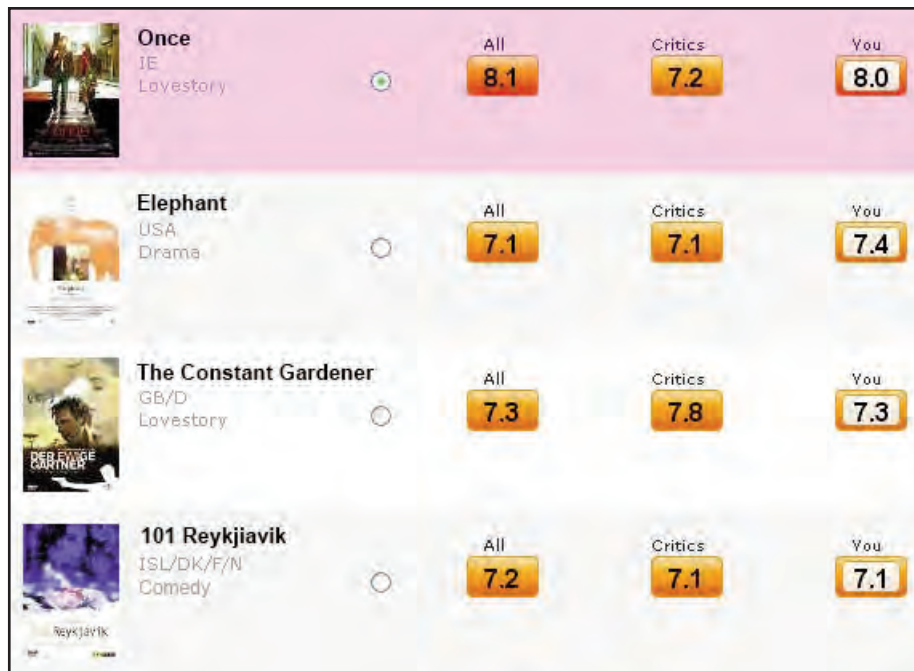 Once
IE
Lovestory
All
8.1
Critics
7.2
You
8.0
Elephant
USA
Drama
All
7.1
Critics
7.1
You
7.4
The Constant Gardener
GB/D
Lovestory
DER EWIGE
GÄRTNER
All
7.3
Critics
7.8
You
7.3
101 Reykjiavik
ISL/DK/F/N
Comedy
Reykjavik
All
7.2
Critics
7.1
You
7.1